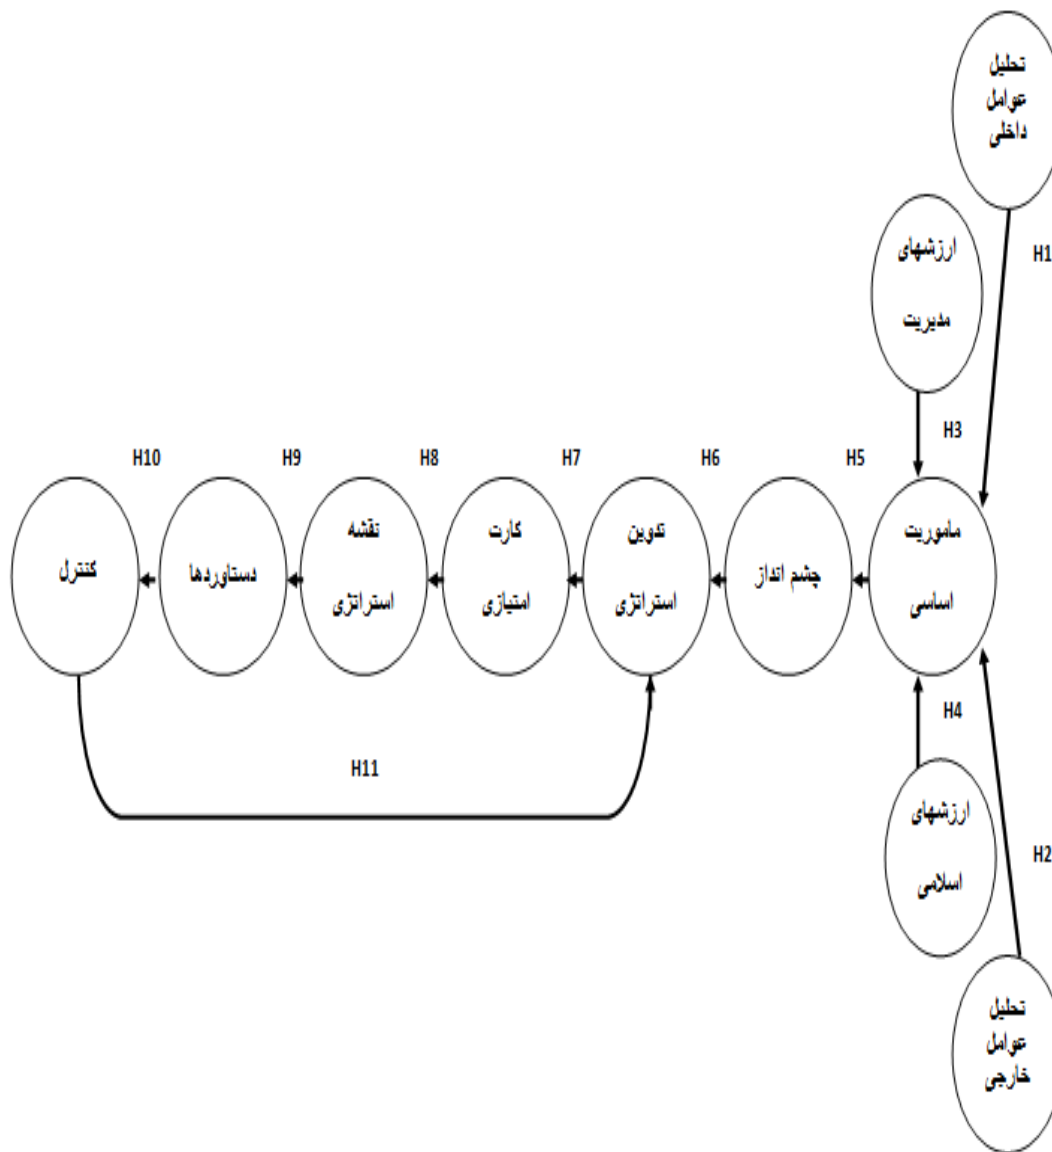 تحلیل
عوامل
داخلی
H1
ارزشهای
مدیریت
H3
H10
H9
H8
H7
H6
H5
ماموریت
اساسی
چشم انداز
تدوین
استراتژی
کارت
امتیازی
نقشه
استراتژی
دستاوردها
کنترل
H4
H11
ارزشهای
اسلامی
H2
تحلیل
عوامل
خارجی